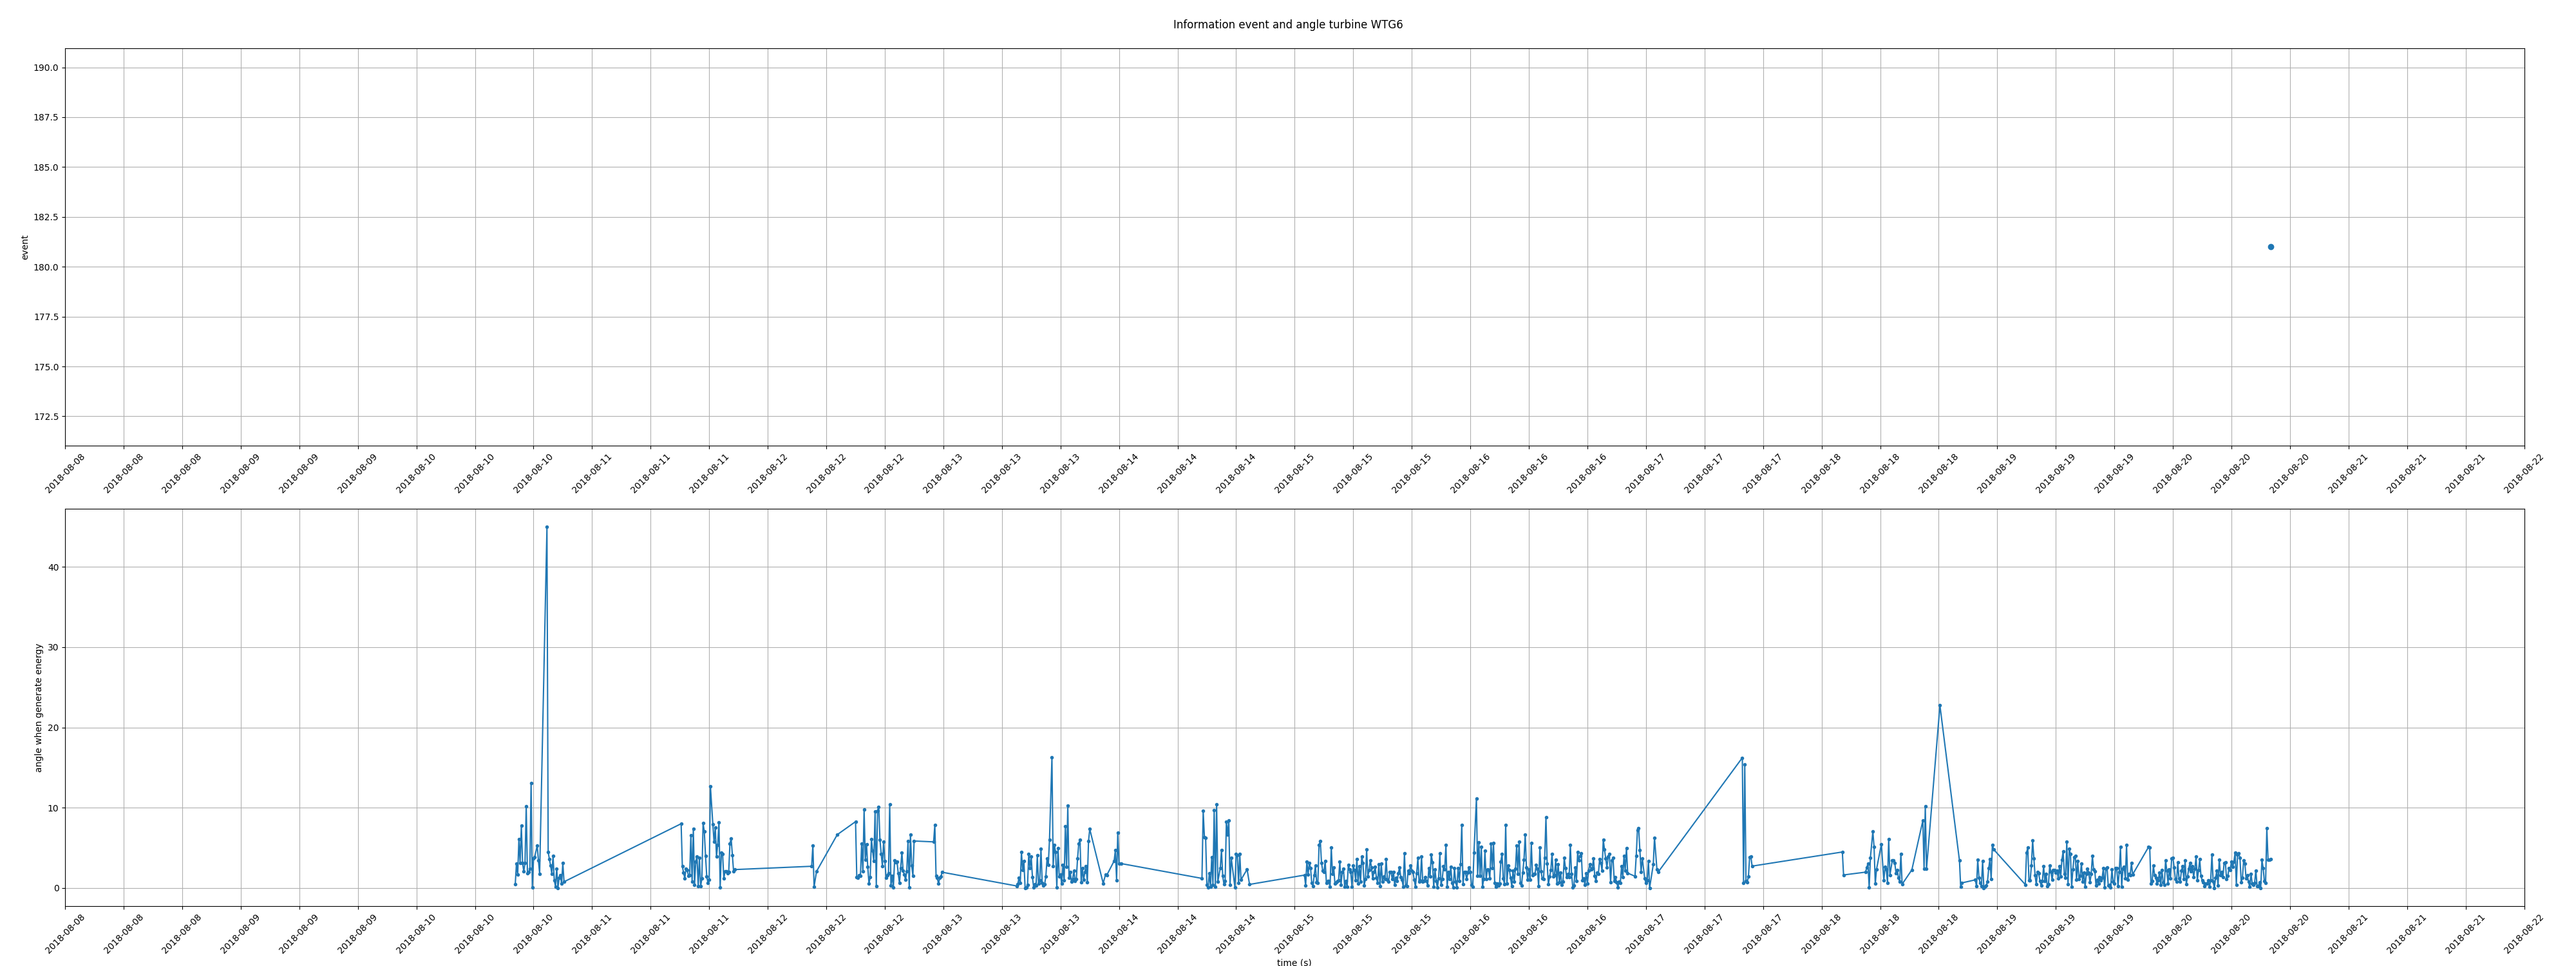 Information event and angle turbine WTG6
190.0
187.5
185.0
182.5
event
180.0
177.5
175.0
172.5
2018-08-08 2018-08-08 2018-08-08 2018-08-09 2018-08-09 2018-08-09 2018-08-10 2018-08-10 2018-08-10 2018-08-11 2018-08-11 2018-08-11 2018-08-12 2018-08-12 2018-08-12 2018-08-13 2018-08-13 2018-08-13 2018-08-14 2018-08-14 2018-08-14 2018-08-15 2018-08-15 2018-08-15 2018-08-16 2018-08-16 2018-08-16 2018-08-17 2018-08-17 2018-08-17 2018-08-18 2018-08-18 2018-08-18 2018-08-19 2018-08-19 2018-08-19 2018-08-20 2018-08-20 2018-08-20 2018-08-21 2018-08-21 2018-08-21 2018-08-22
40
30
angle when generate energy
20
10
0
2018-08-08 2018-08-08 2018-08-08 2018-08-09 2018-08-09 2018-08-09 2018-08-10 2018-08-10 2018-08-10 2018-08-11 2018-08-11 2018-08-11 2018-08-12 2018-08-12 2018-08-12 2018-08-13 2018-08-13 2018-08-13 2018-08-14 2018-08-14 2018-08-14 2018-08-15 2018-08-15 2018-08-15 2018-08-16 2018-08-16 2018-08-16 2018-08-17 2018-08-17 2018-08-17 2018-08-18 2018-08-18 2018-08-18 2018-08-19 2018-08-19 2018-08-19 2018-08-20 2018-08-20 2018-08-20 2018-08-21 2018-08-21 2018-08-21 2018-08-22
time (s)